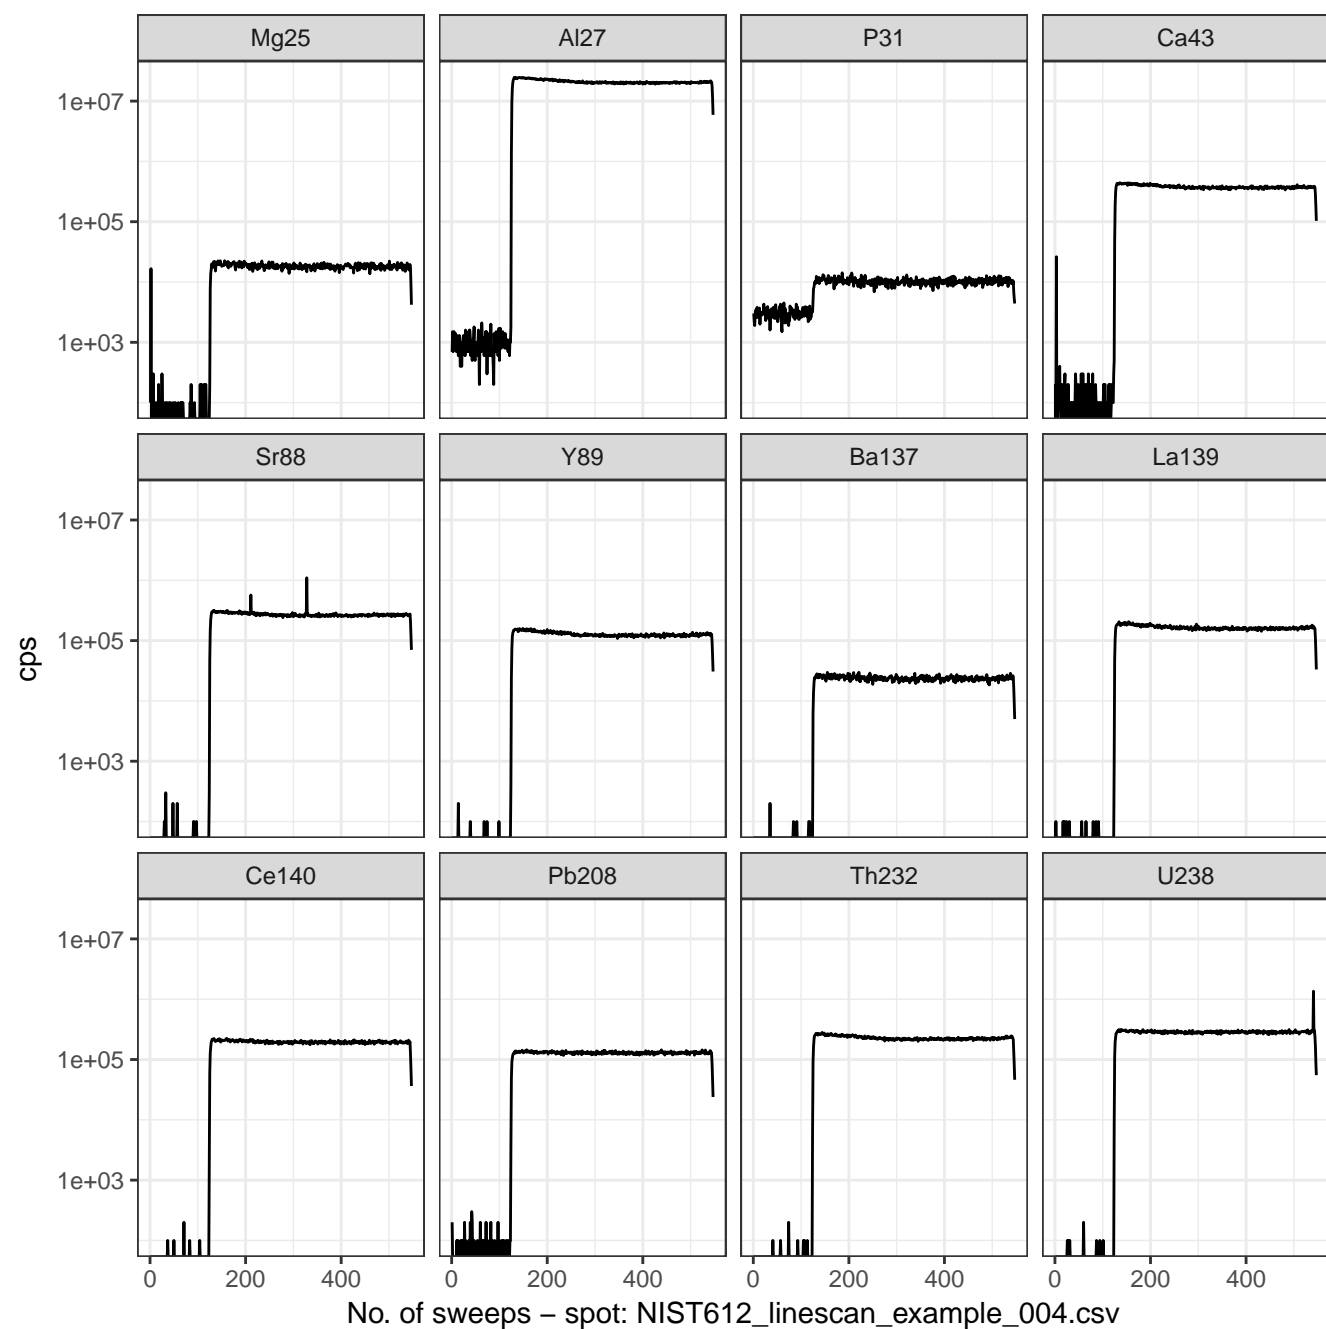 Mg25 Al27 P31 Ca43
1e+07
1e+05
1e+03
Sr88 Y89 Ba137 La139
1e+07
1e+05
1e+03
cps
Ce140 Pb208 Th232 U238
1e+07
1e+05
1e+03
0 200 400 0 200 400 0 200 400 0 200 400
No. of sweeps − spot: NIST612_linescan_example_004.csv